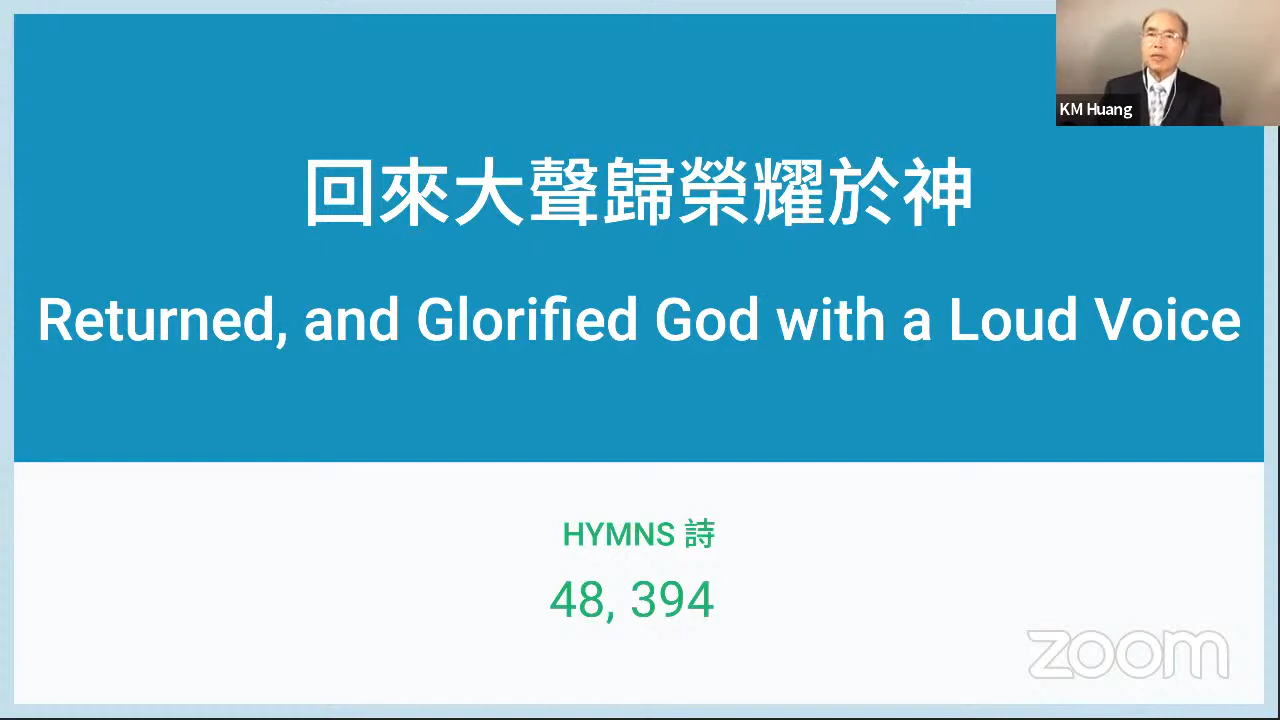 KM Huang
回來大聲歸榮耀於神
Returned, and Glorified God with a Loud Voice
HYMNS 詩
48, 394
zoom